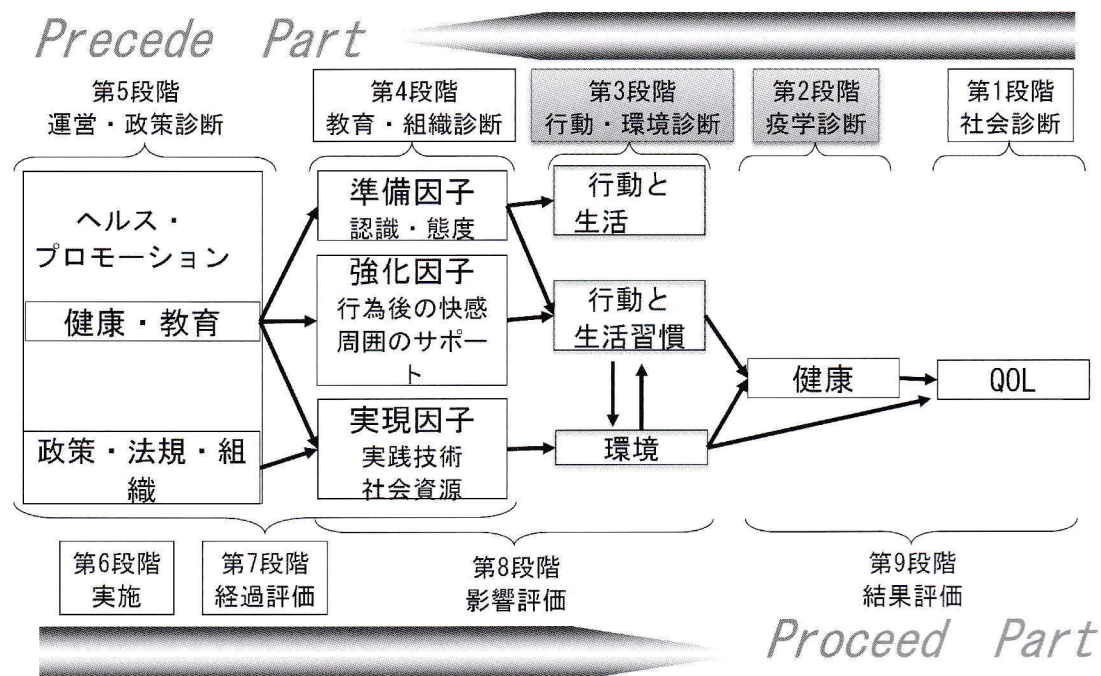 Precede Part
第5段階
運営・政策診断
第4段階
教育・組織診断
第3段階
行動・環境診断
第2段階
疫学診断
第1段階
社会診断
ヘルス・
プロモーション
健康・教育
政策・法規・組
織
準備因子
認識・態度
強化因子
行為後の快感
周囲のサポー
ト
実現因子
実践技術
社会資源
行動と
生活
行動と
生活習慣
環境
健康
QOL
第6段階
実施
第7段階
経過評価
第8段階
影響評価
第9段階
結果評価
Proceed Part